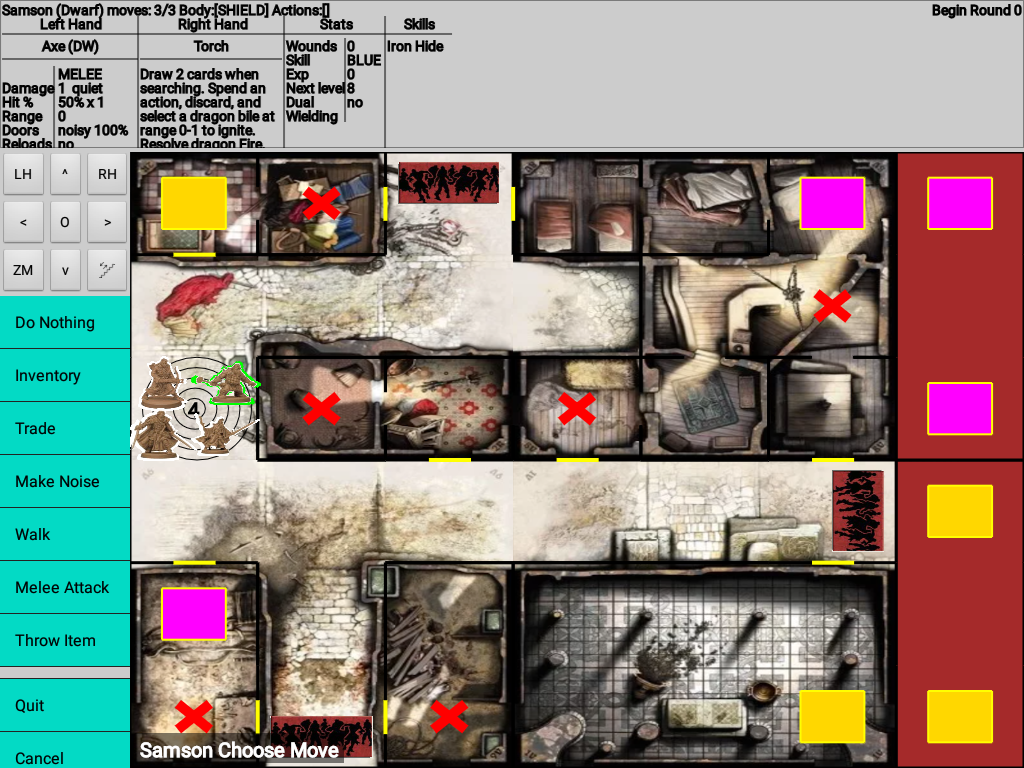 Samson (Dwarf) moves: 3/3 Body:[SHIELD] Actions:[]
Begin Round 0
Left Hand
Right Hand
Stats
Skills
Axe (DW)
Torch
Wounds 0
Iron Hide
Skill BLUE
Exp 0
Next level 8
Dual no
Wielding
MELEE
Damage 1 quiet
Hit % 50% x 1
Range 0
Doors noisy 100%
Reloads no
Draw 2 cards when
searching. Spend an
action, discard, and
select a dragon bile at
range 0-1 to ignite.
Resolve dragon Fire.
LH ^ RH
< O >
ZM v
Do Nothing
Inventory
Trade
Make Noise
Walk
Melee Attack
Throw Item
Quit
Cancel
Samson Choose Move